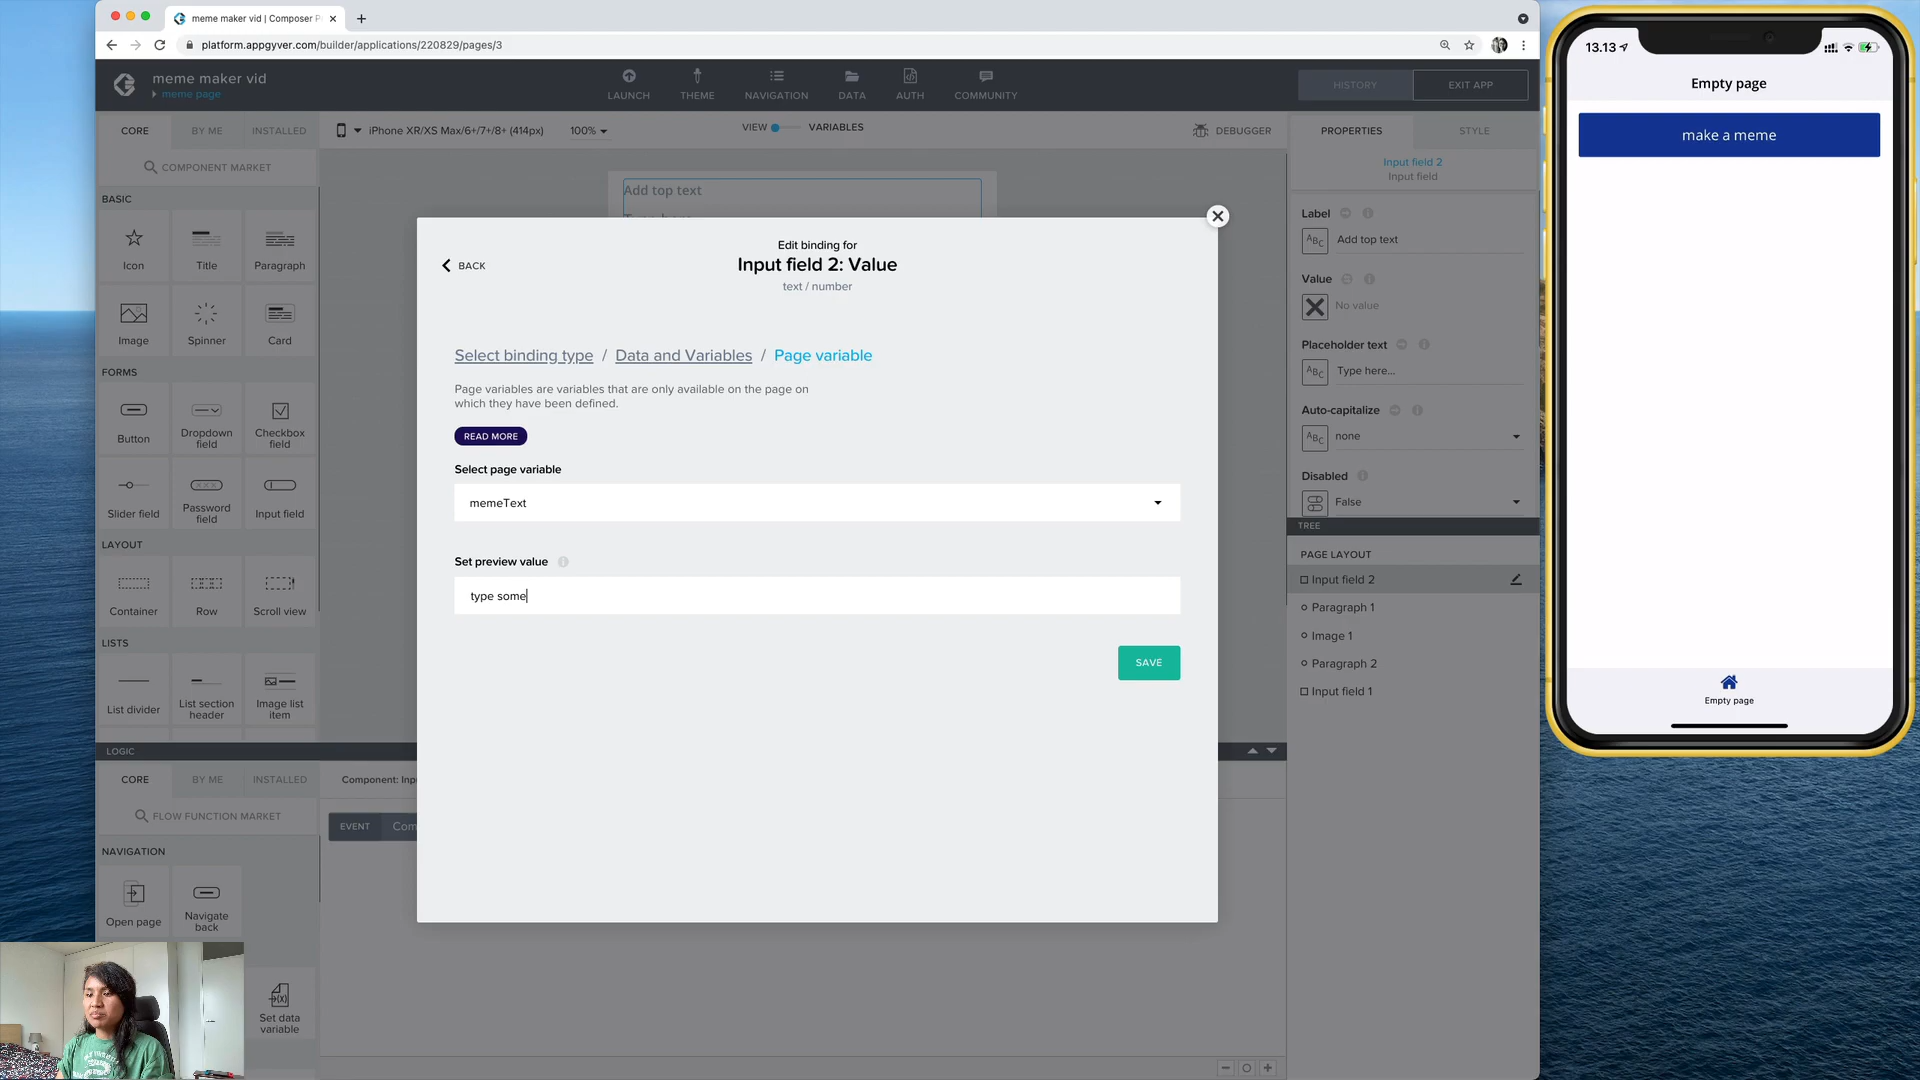 meme maker vid | Composer P
platform.appgyver.com/builder/applications/220829/pages/3
meme maker vid
meme page
LAUNCH
THEME
NAVIGATION
DATA
AUTH
COMMUNITY
HISTORY
EXIT APP
CORE
BY ME
INSTALLED
iPhone XR/XS Max/6+/7+/8+ (414px)
100%
VIEW
VARIABLES
DEBUGGER
PROPERTIES
STYLE
COMPONENT MARKET
BASIC
Icon
Title
Paragraph
Image
Spinner
Card
FORMS
Button
Dropdown field
Checkbox field
Slider field
Password field
Input field
LAYOUT
Container
Row
Scroll view
LISTS
List divider
List section header
Image list item
Add top text
Edit binding for
BACK
Input field 2: Value
text / number
Select binding type / Data and Variables / Page variable
Page variables are variables that are only available on the page on
which they have been defined.
READ MORE
Select page variable
memeText
Set preview value
type some
SAVE
Input field 2
Input field
Label
ABC
Add top text
Value
No value
Placeholder text
ABC
Type here...
Auto-capitalize
ABC
none
Disabled
False
TREE
PAGE LAYOUT
Input field 2
Paragraph 1
Image 1
Paragraph 2
Input field 1
LOGIC
CORE
BY ME
INSTALLED
Component: Inp
FLOW FUNCTION MARKET
EVENT
Com
NAVIGATION
Open page
Navigate back
Set data variable
13.13
Empty page
make a meme
Empty page